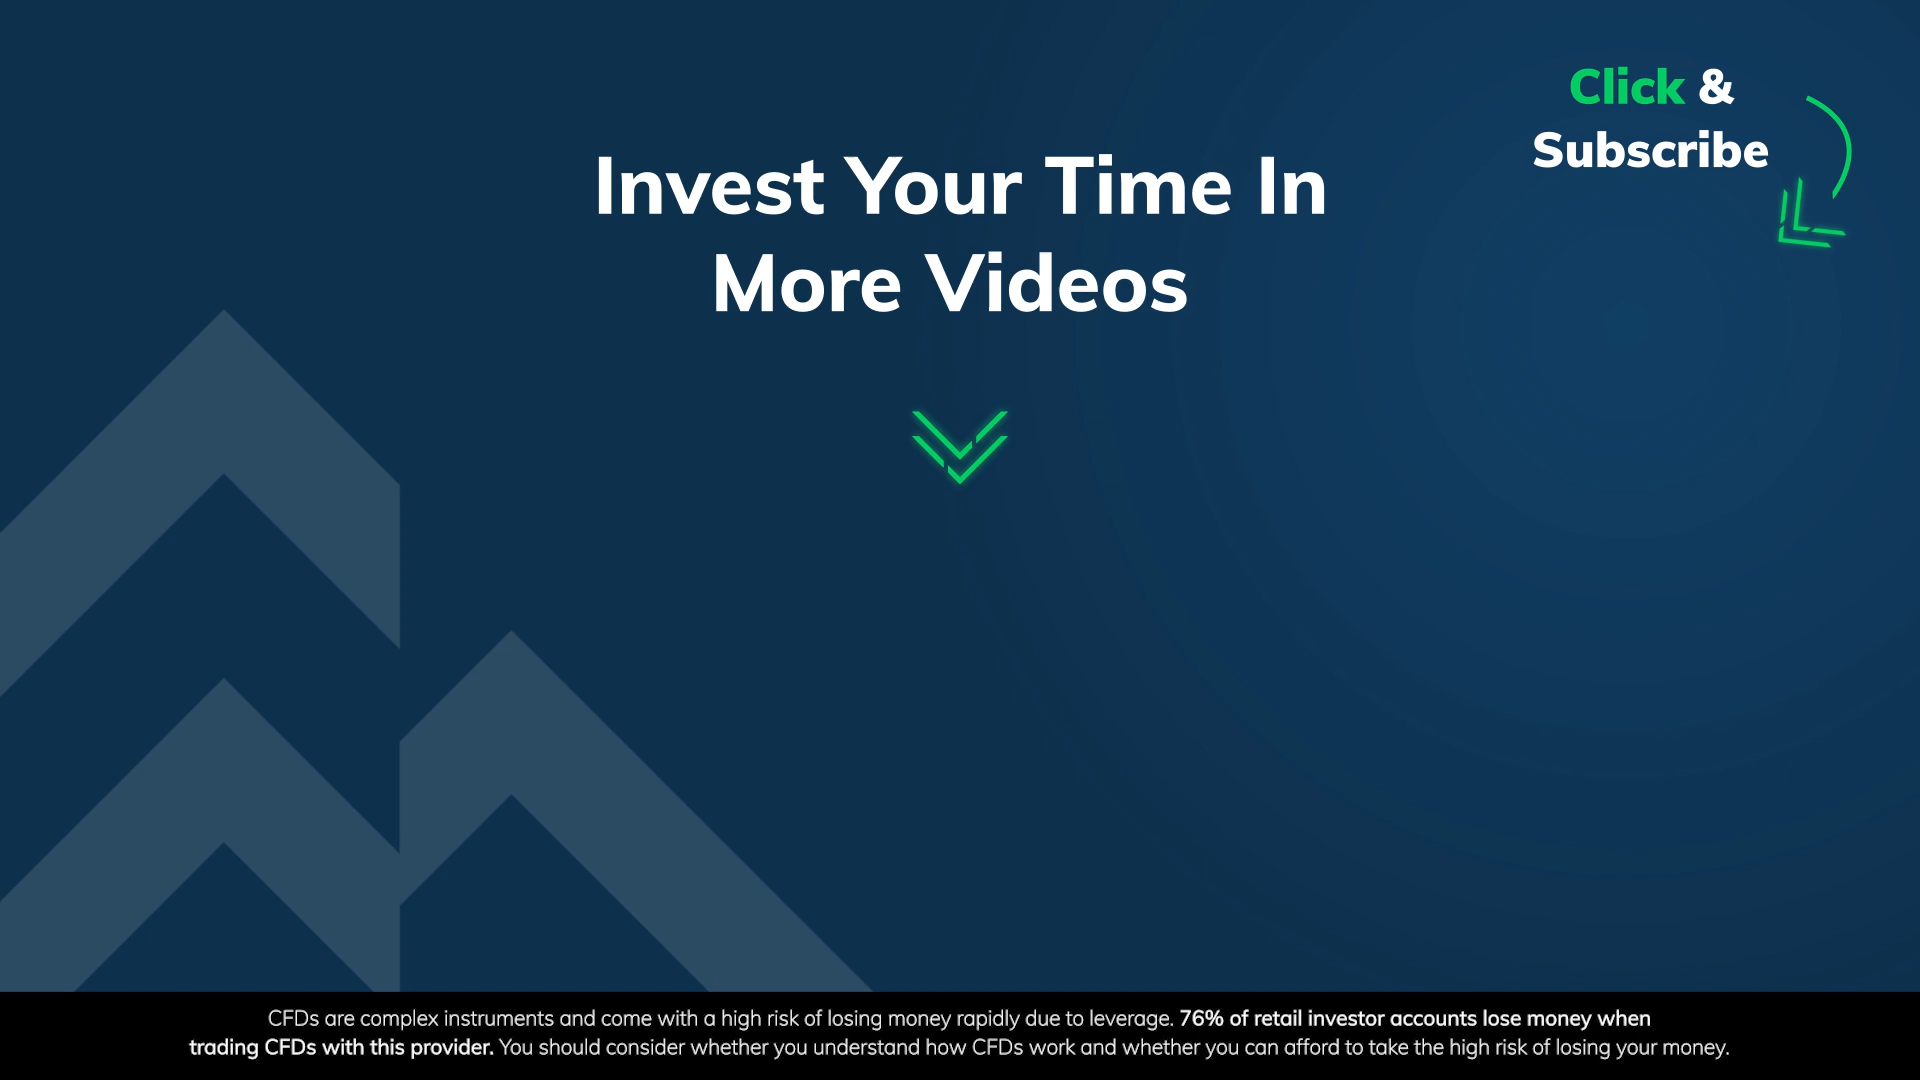 Click &
Subscribe
Invest Your Time In
More Videos
CFDs are complex instruments and come with a high risk of losing money rapidly due to leverage. 76% of retail investor accounts lose money when
trading CFDs with this provider. You should consider whether you understand how CFDs work and whether you can afford to take the high risk of losing your money.